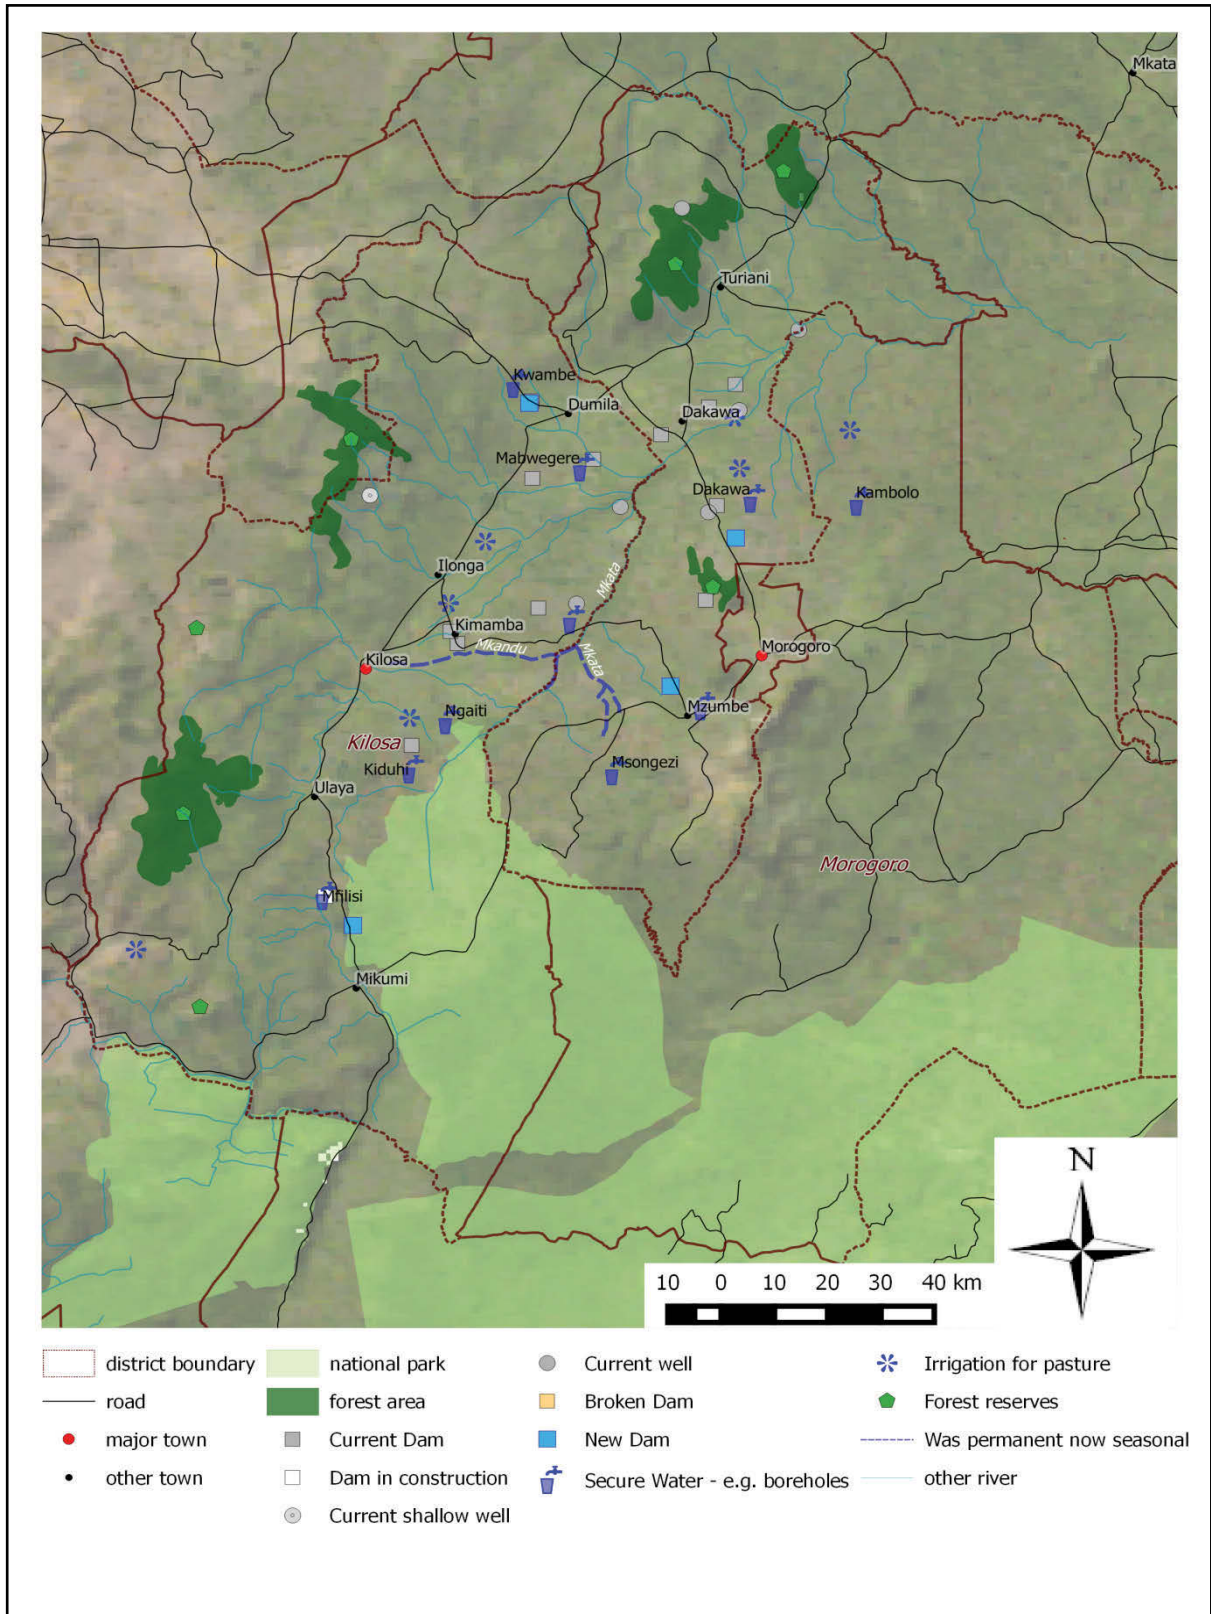 Mkata
Turiani
Kwambe
Dumila
Dakawa
Mabwegere
Dakawa
Kambolo
Ilonga
Mkata
Kimamba
Mkandu
Mkata
Morogoro
Kilosa
Ngaiti
Mzumbe
Kilosa
Kiduhi
Msongezi
Ulaya
Morogoro
Mfilisi
Mikumi
N
10 0 10 20 30 40 km
district boundary
national park
Current well
Irrigation for pasture
road
forest area
Broken Dam
Forest reserves
major town
Current Dam
New Dam
Was permanent now seasonal
other town
Dam in construction
Secure Water - e.g. boreholes
other river
Current shallow well